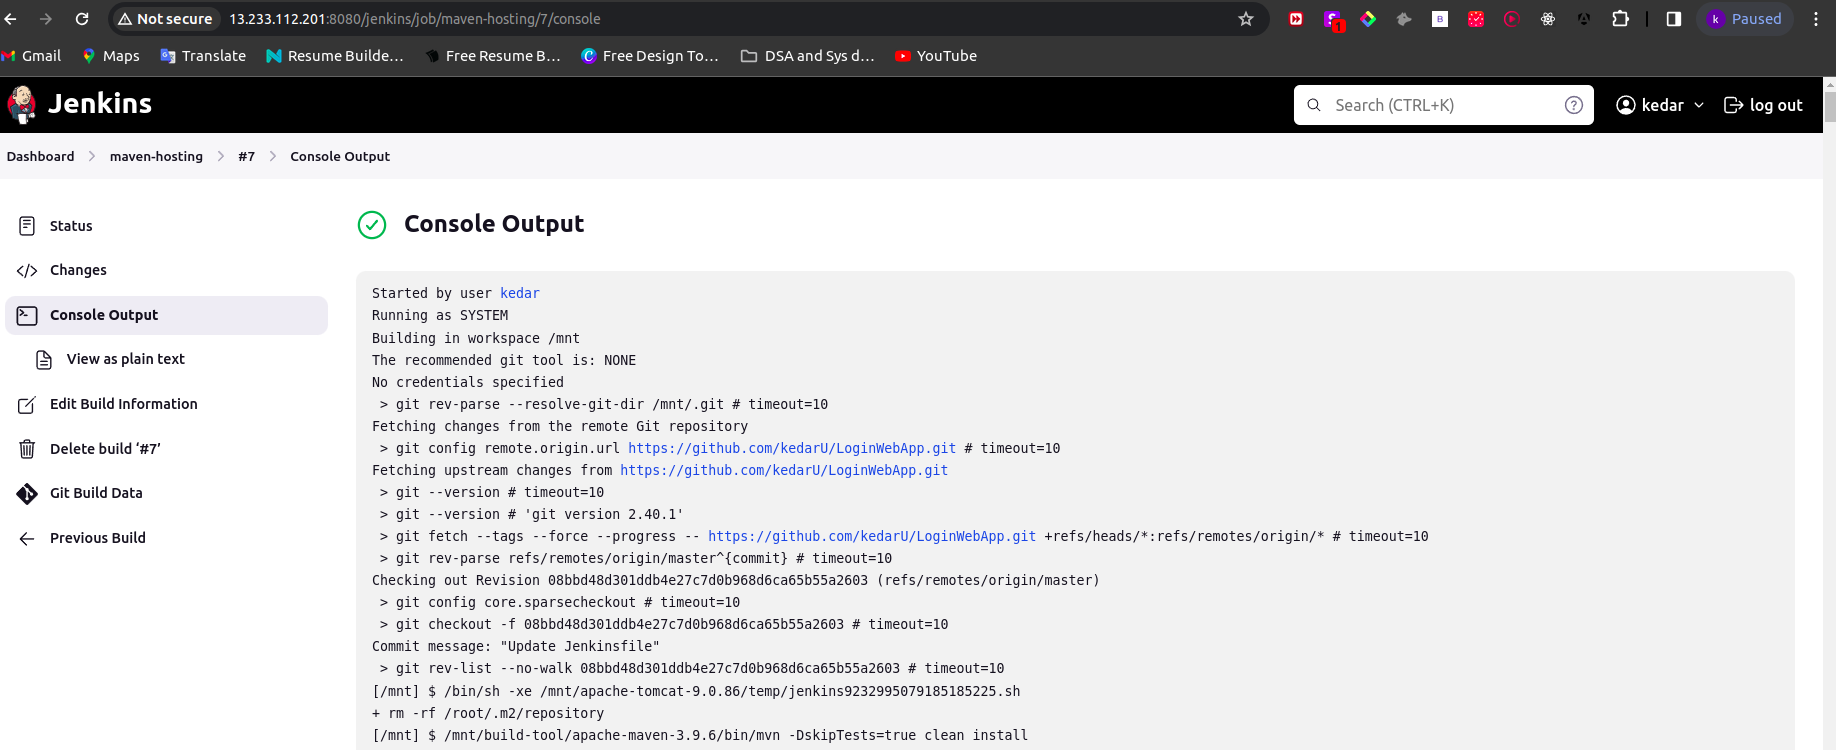 Not secure 13.233.112.201:8080/jenkins/job/maven-hosting/7/console 1 k Paused
Gmail Maps Translate Resume Builde... Free Resume B... Free Design To... DSA and Sys d... YouTube
Jenkins Search (CTRL+K) ? kedar log out
Dashboard maven-hosting #7 Console Output
Status
Changes
Console Output
View as plain text
Edit Build Information
Delete build ‘#7’
Git Build Data
Previous Build
Console Output
Started by user kedar
Running as SYSTEM
Building in workspace /mnt
The recommended git tool is: NONE
No credentials specified
> git rev-parse --resolve-git-dir /mnt/.git # timeout=10
Fetching changes from the remote Git repository
> git config remote.origin.url https://github.com/kedarU/LoginWebApp.git # timeout=10
Fetching upstream changes from https://github.com/kedarU/LoginWebApp.git
> git --version # timeout=10
> git --version # 'git version 2.40.1'
> git fetch --tags --force --progress -- https://github.com/kedarU/LoginWebApp.git +refs/heads/*:refs/remotes/origin/* # timeout=10
> git rev-parse refs/remotes/origin/master^{commit} # timeout=10
Checking out Revision 08bbd48d301ddb4e27c7d0b968d6ca65b55a2603 (refs/remotes/origin/master)
> git config core.sparsecheckout # timeout=10
> git checkout -f 08bbd48d301ddb4e27c7d0b968d6ca65b55a2603 # timeout=10
Commit message: "Update Jenkinsfile"
> git rev-list --no-walk 08bbd48d301ddb4e27c7d0b968d6ca65b55a2603 # timeout=10
[/mnt] $ /bin/sh -xe /mnt/apache-tomcat-9.0.86/temp/jenkins9232995079185185225.sh
+ rm -rf /root/.m2/repository
[/mnt] $ /mnt/build-tool/apache-maven-3.9.6/bin/mvn -DskipTests=true clean install